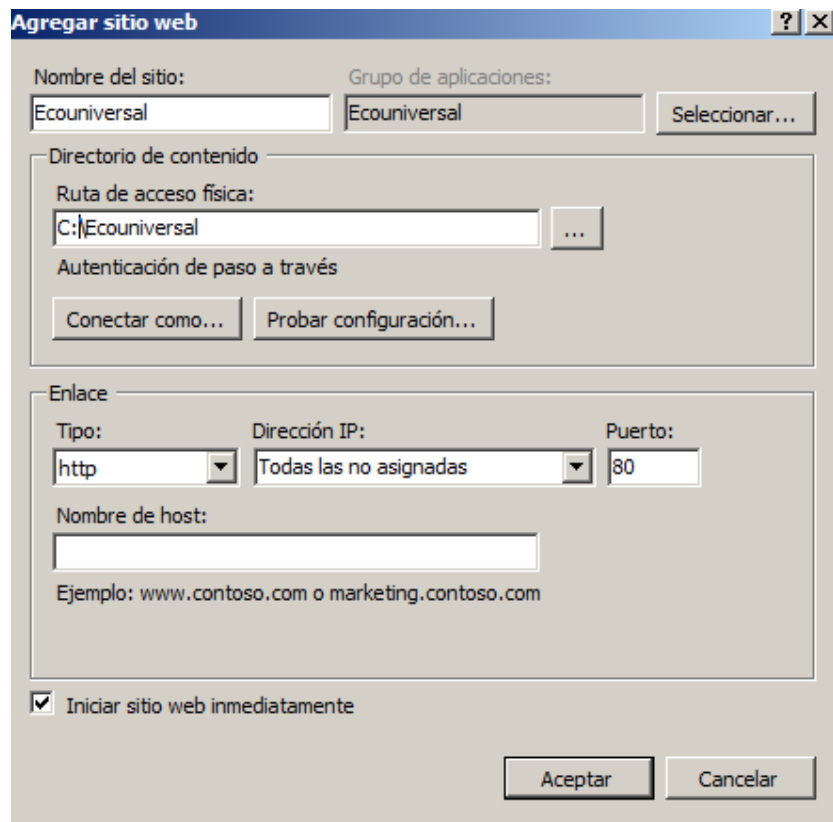 Agregar sitio web
Nombre del sitio: Grupo de aplicaciones:
Ecouniversal Ecouniversal Seleccionar...
Directorio de contenido
Ruta de acceso física:
C:\Ecouniversal ...
Autenticación de paso a través
Conectar como... Probar configuración...
Enlace
Tipo: Dirección IP: Puerto:
http Todas las no asignadas 80
Nombre de host:
Ejemplo: www.contoso.com o marketing.contoso.com
Iniciar sitio web inmediatamente
Aceptar Cancelar